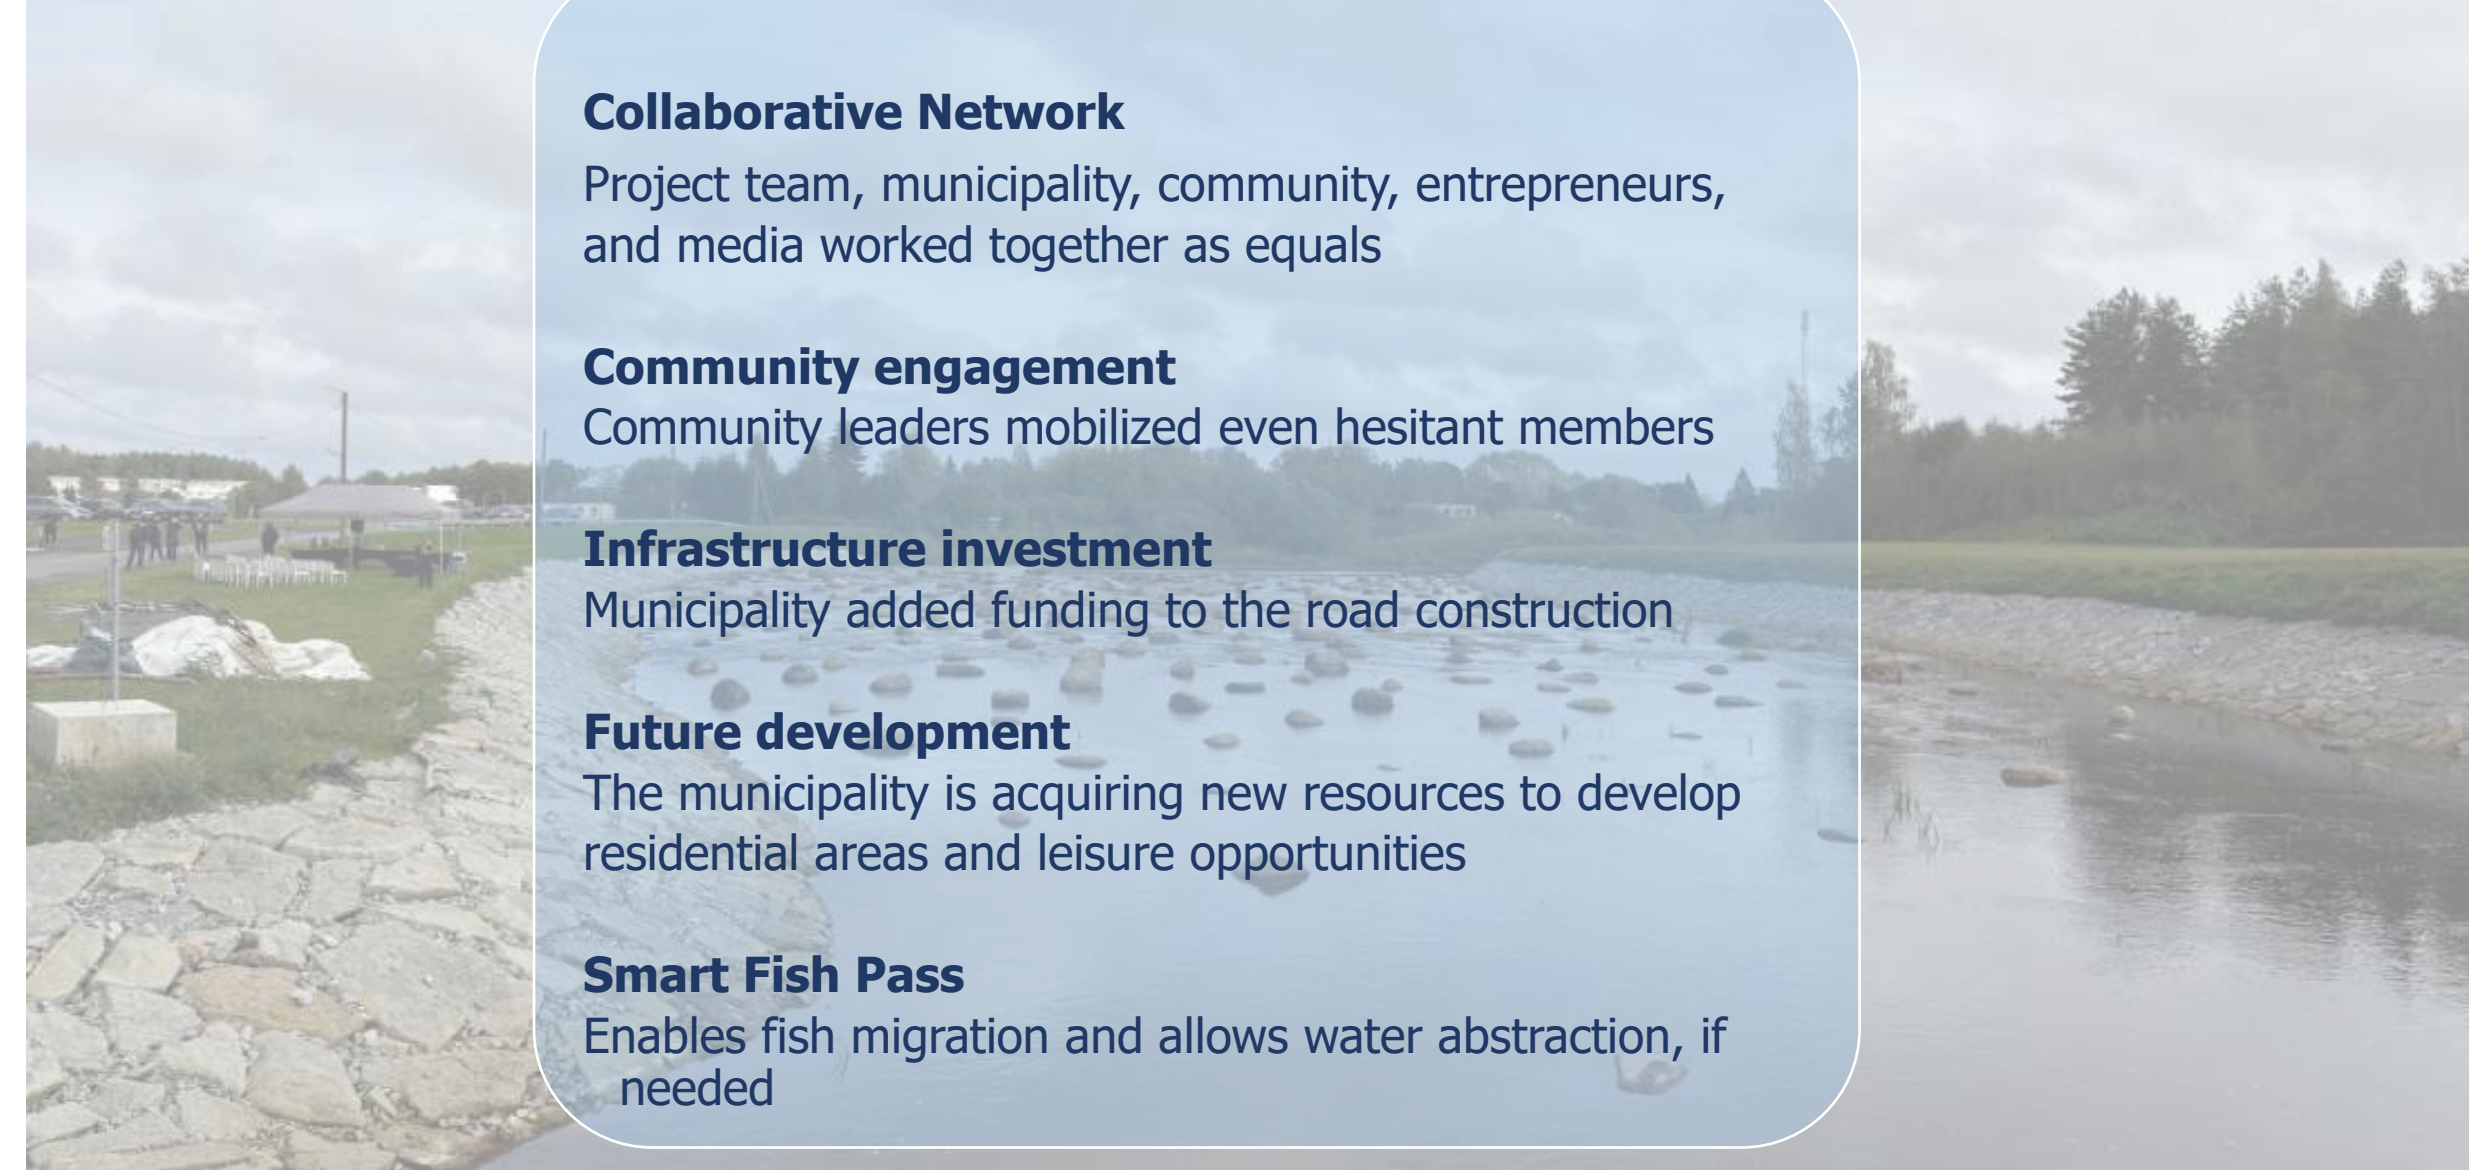 Collaborative Network
Project team, municipality, community, entrepreneurs,
and media worked together as equals
Community engagement
Community leaders mobilized even hesitant members
Infrastructure investment
Municipality added funding to the road construction
Future development
The municipality is acquiring new resources to develop
residential areas and leisure opportunities
Smart Fish Pass
Enables fish migration and allows water abstraction, if
needed